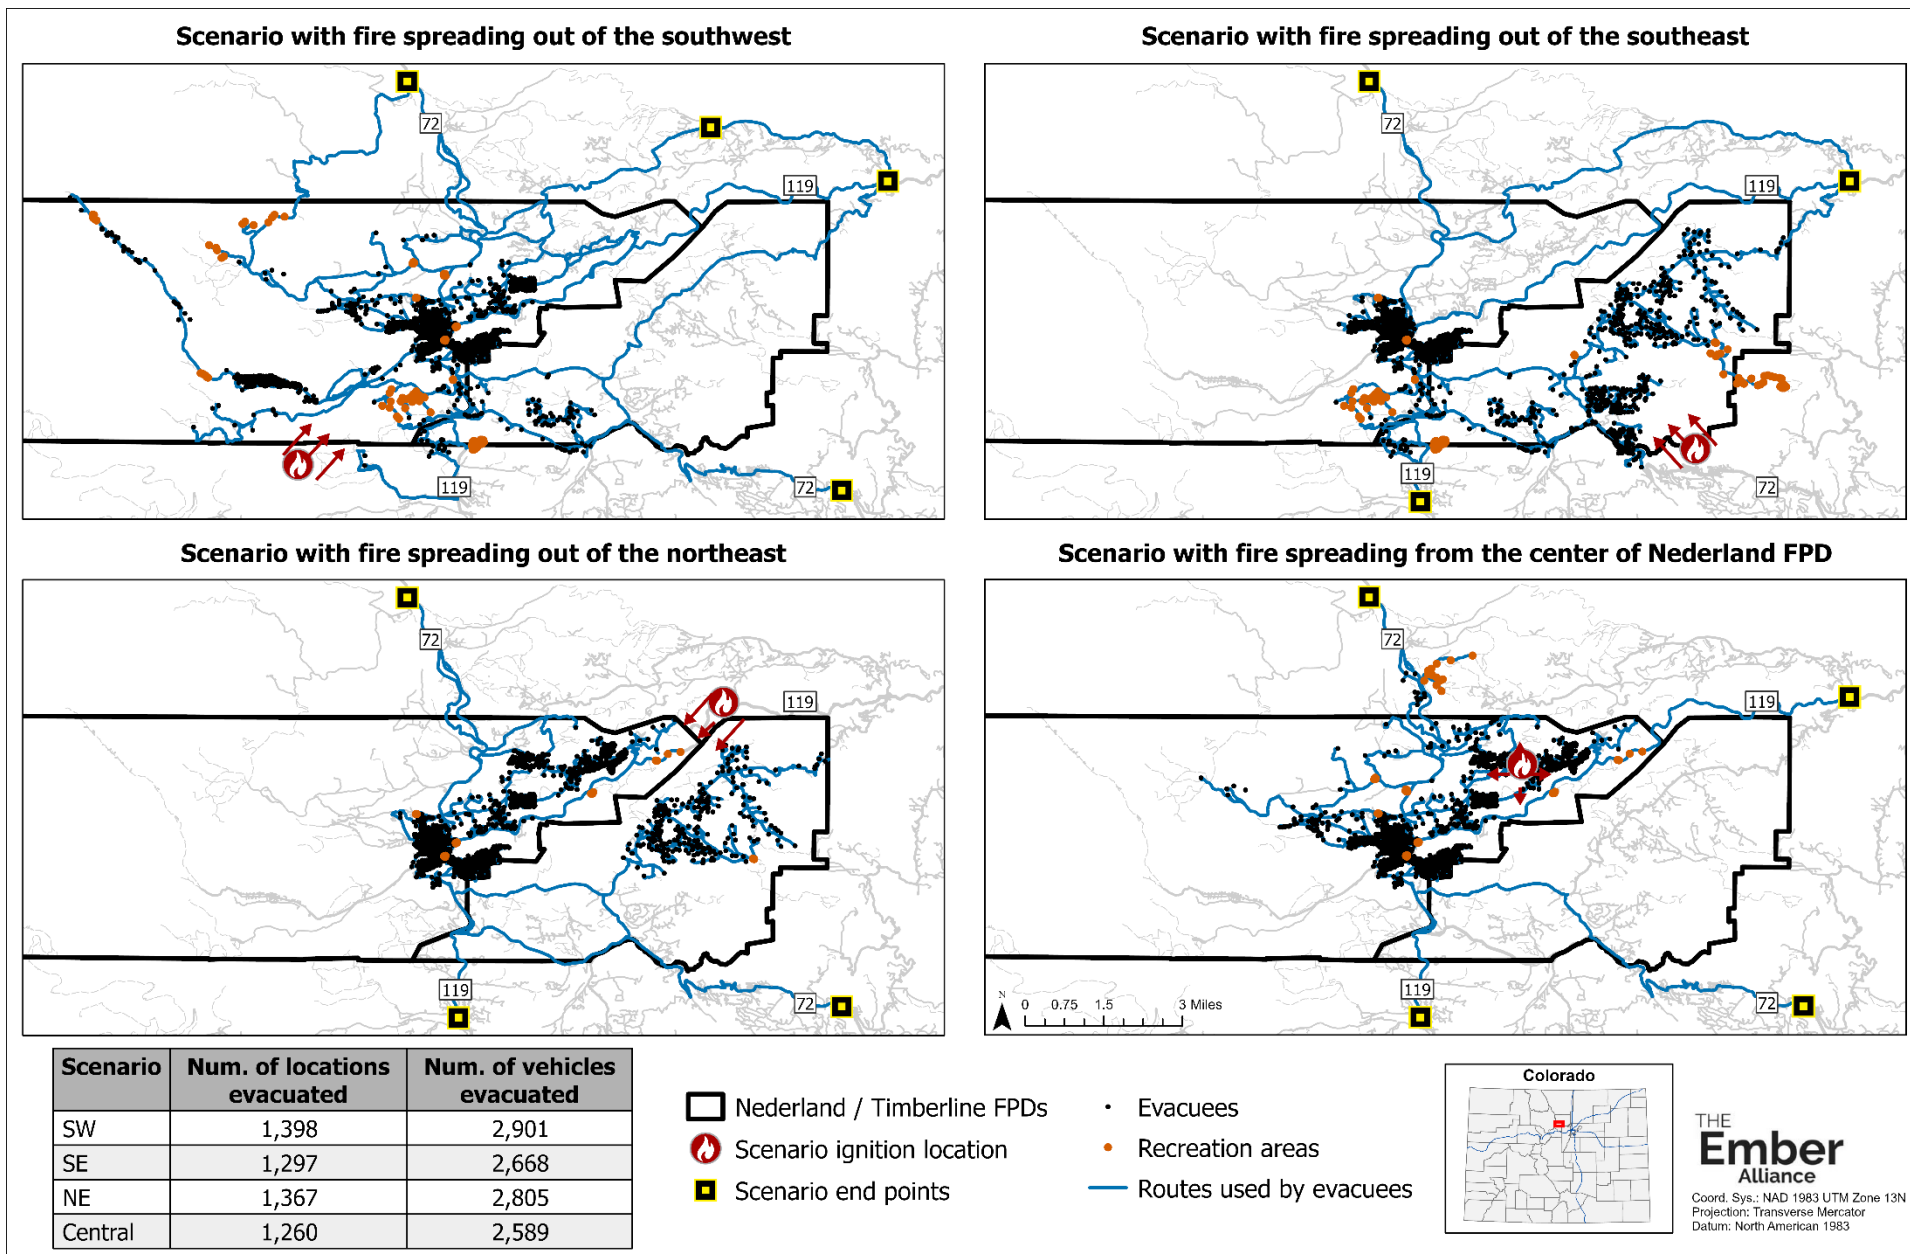 Scenario with fire spreading out of the southwest
72
119
119
72
Scenario with fire spreading out of the southeast
72
119
119
72
Scenario with fire spreading out of the northeast
72
119
119
72
Scenario with fire spreading from the center of Nederland FPD
72
119
119
72
N
0 0.75 1.5 3 Miles
Scenario Num. of locations evacuated Num. of vehicles evacuated
SW 1,398 2,901
SE 1,297 2,668
NE 1,367 2,805
Central 1,260 2,589
Nederland / Timberline FPDs
Scenario ignition location
Scenario end points
Evacuees
Recreation areas
Routes used by evacuees
Colorado
THE
Ember
Alliance
Coord. Sys.: NAD 1983 UTM Zone 13N
Projection: Transverse Mercator
Datum: North American 1983